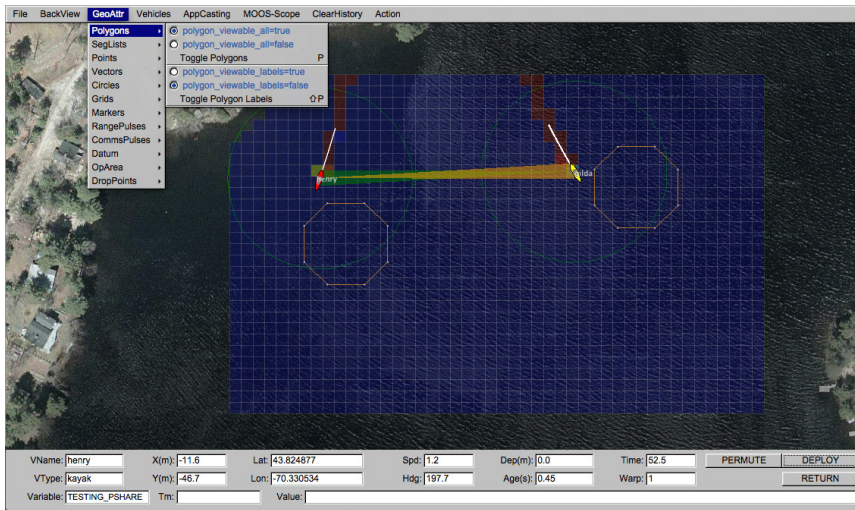 File BackView GeoAttr Vehicles AppCasting MOOS-Scope ClearHistory Action
Polygons
SegLists
Points
Vectors
Circles
Grids
Markers
RangePulses
CommsPulses
Datum
OpArea
DropPoints
polygon_viewable_all=true
polygon_viewable_all=false
Toggle Polygons P
polygon_viewable_labels=true
polygon_viewable_labels=false
Toggle Polygon Labels ⇧P
henry
VName: henry X(m): -11.6 Lat: 43.824877 Spd: 1.2 Dep(m): 0.0 Time: 52.5 PERMUTE DEPLOY
VType: kayak Y(m): -46.7 Lon: -70.330534 Hdg: 197.7 Age(s): 0.45 Warp: 1 RETURN
Variable: TESTING_PSHARE Tm: Value: